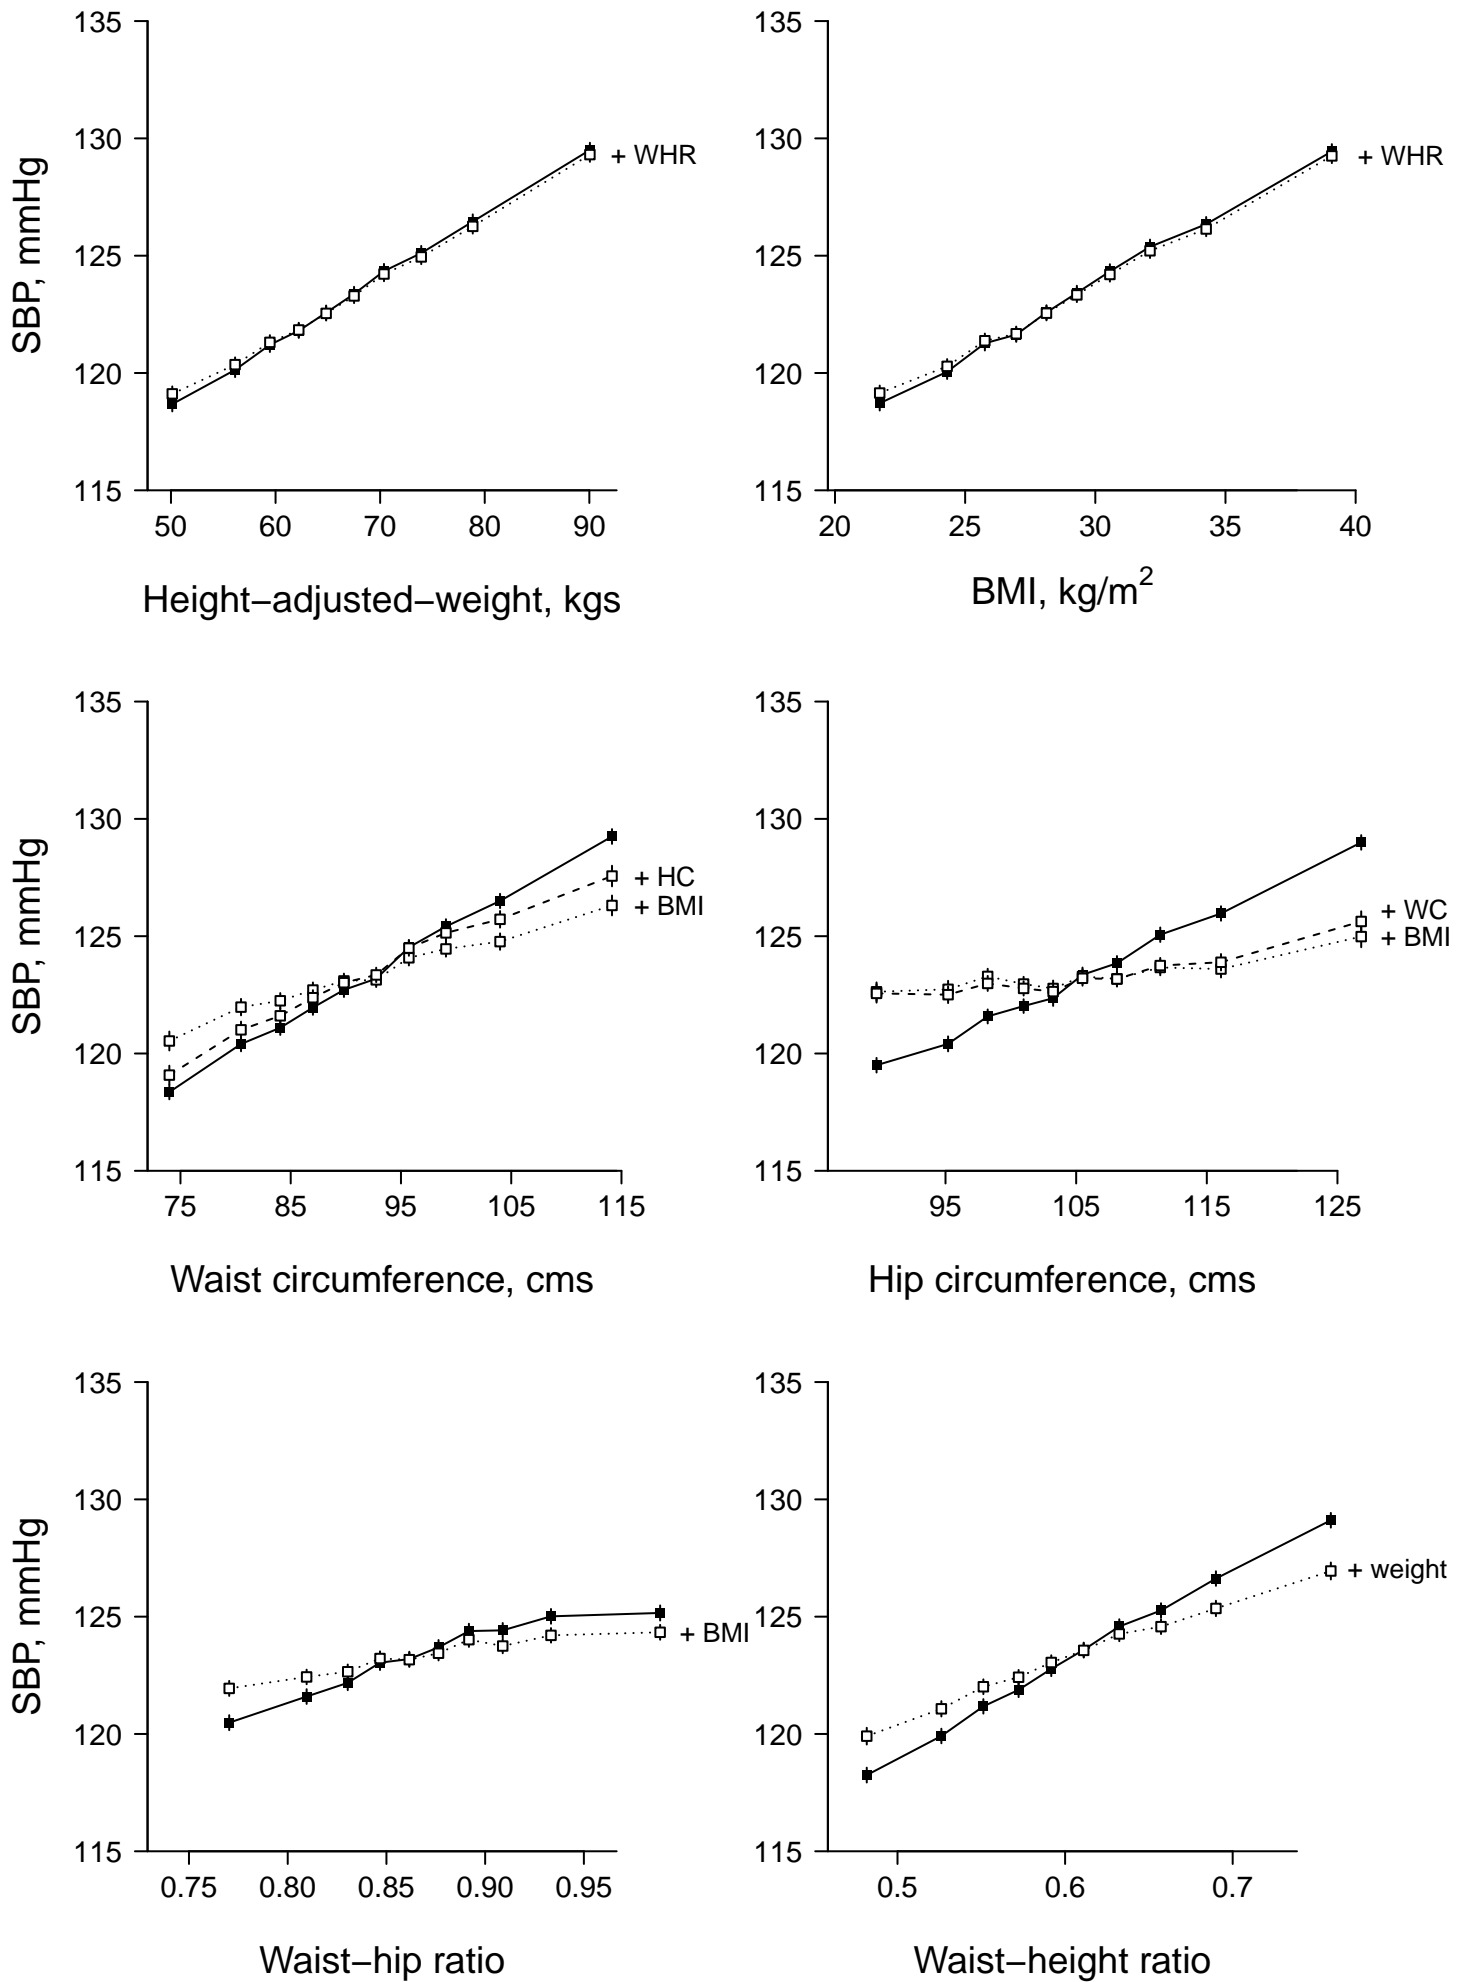 135
130
125
120
115
SBP, mmHg
+ WHR
50 60 70 80 90
Height−adjusted−weight, kgs
135
130
125
120
115
+ WHR
20 25 30 35 40
BMI, kg/m²
135
130
125
120
115
SBP, mmHg
+ HC
+ BMI
75 85 95 105 115
Waist circumference, cms
135
130
125
120
115
+ WC
+ BMI
95 105 115 125
Hip circumference, cms
135
130
125
120
115
SBP, mmHg
+ BMI
0.75 0.80 0.85 0.90 0.95
Waist−hip ratio
135
130
125
120
115
+ weight
0.5 0.6 0.7
Waist−height ratio